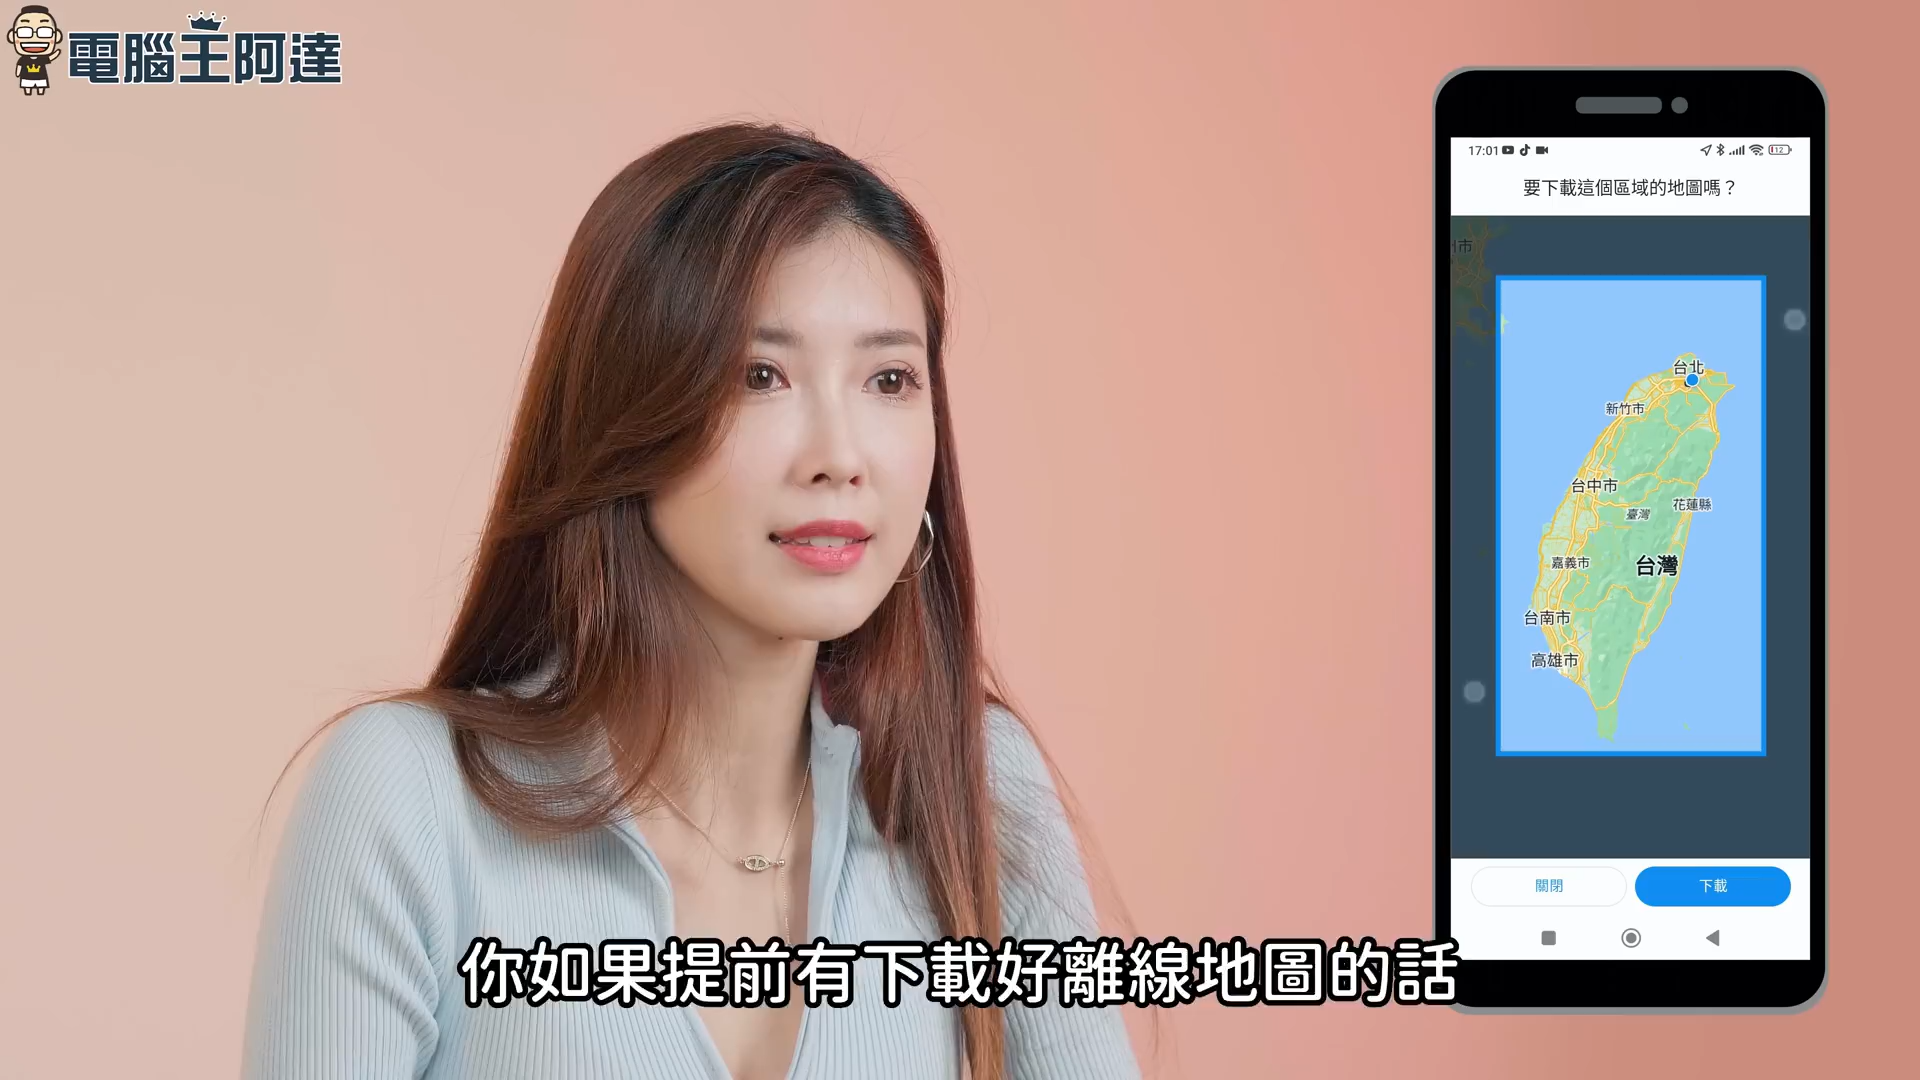 電腦王阿達
17:01
12
要下載這個區域的地圖嗎？
州市
台北
新竹市
台中市
花蓮縣
臺灣
嘉義市
台灣
台南市
高雄市
關閉
下載
你如果提前有下載好離線地圖的話